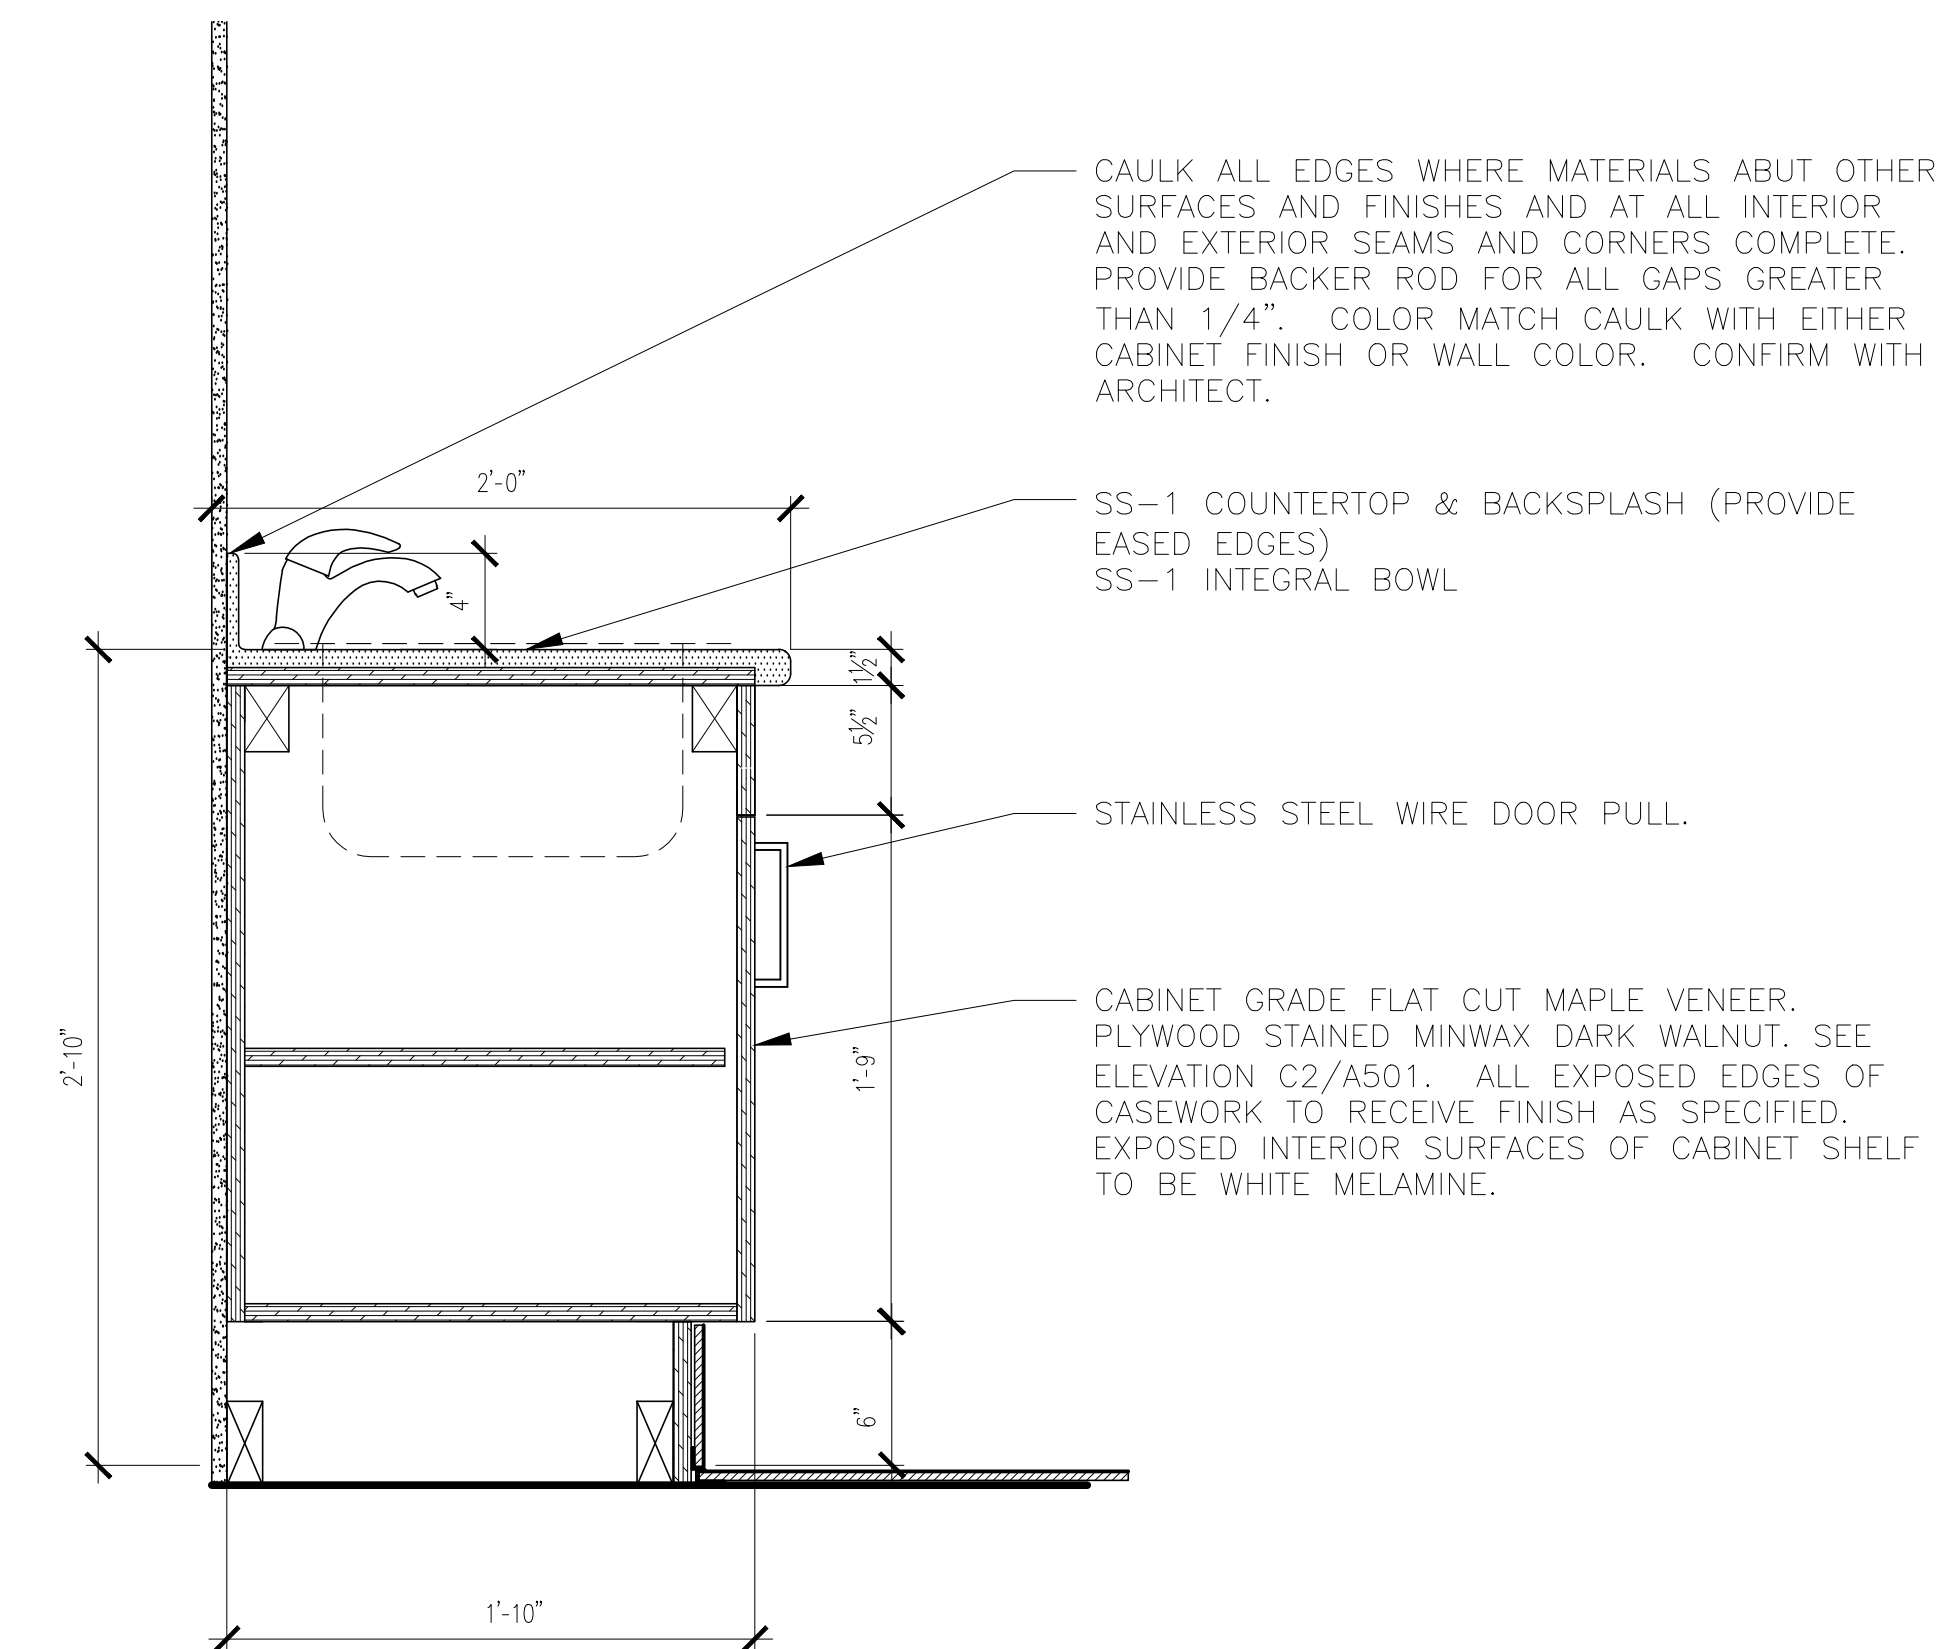 CAULK ALL EDGES WHERE MATERIALS ABUT OTHER
SURFACES AND FINISHES AND AT ALL INTERIOR
AND EXTERIOR SEAMS AND CORNERS COMPLETE.
PROVIDE BACKER ROD FOR ALL GAPS GREATER
THAN 1/4”.  COLOR MATCH CAULK WITH EITHER
CABINET FINISH OR WALL COLOR.  CONFIRM WITH
ARCHITECT.
2’-0”
SS-1 COUNTERTOP & BACKSPLASH (PROVIDE
EASED EDGES)
SS-1 INTEGRAL BOWL
4”
1½”
5½”
STAINLESS STEEL WIRE DOOR PULL.
CABINET GRADE FLAT CUT MAPLE VENEER.
PLYWOOD STAINED MINWAX DARK WALNUT. SEE
ELEVATION C2/A501.  ALL EXPOSED EDGES OF
CASEWORK TO RECEIVE FINISH AS SPECIFIED.
EXPOSED INTERIOR SURFACES OF CABINET SHELF
TO BE WHITE MELAMINE.
2’-10”
1’-9”
6”
1’-10”